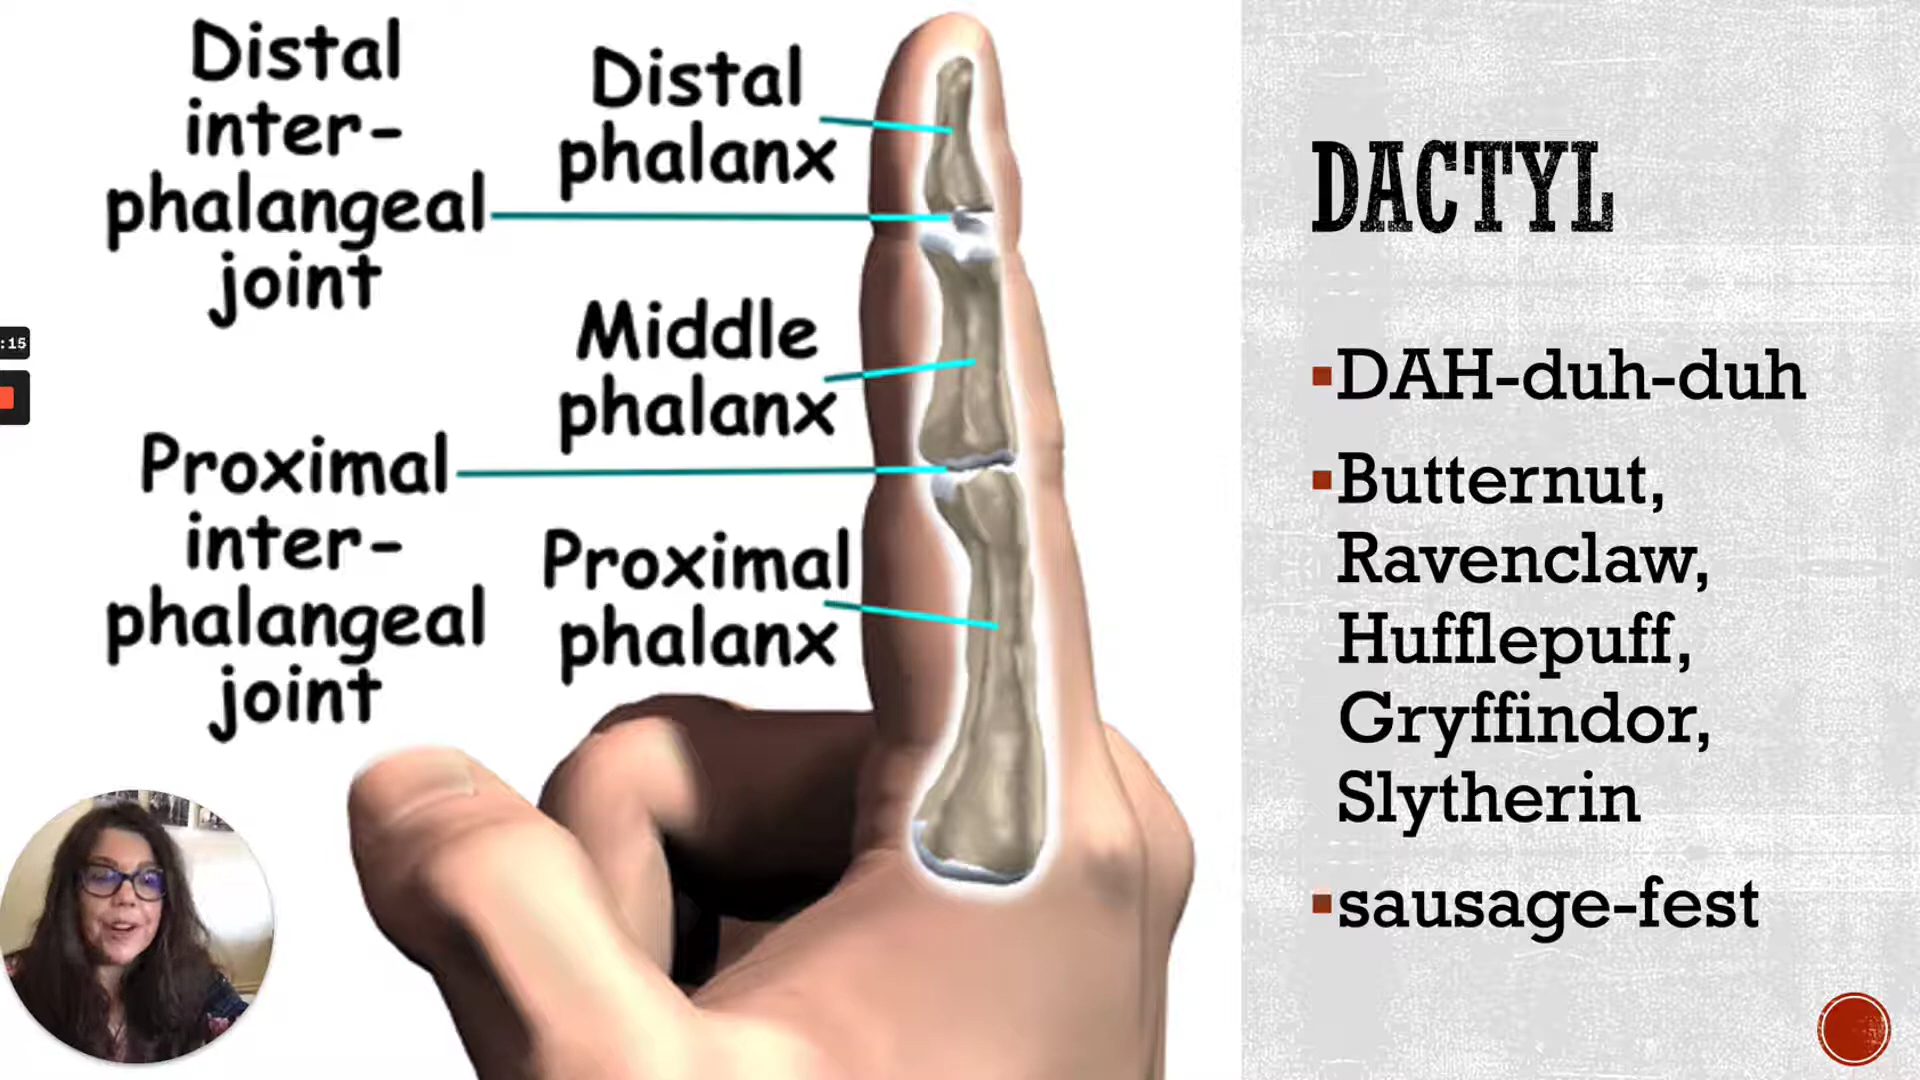 Distal
inter-
phalangeal
joint
Distal
phalanx
Middle
phalanx
Proximal
inter-
phalangeal
joint
Proximal
phalanx
:15
DACTYL
▪DAH-duh-duh
▪Butternut,
Ravenclaw,
Hufflepuff,
Gryffindor,
Slytherin
▪sausage-fest